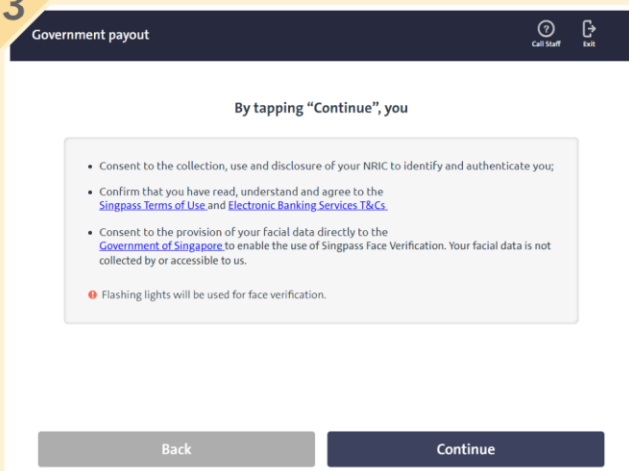 3
Government payout
Call Staff
Exit
By tapping “Continue”, you
• Consent to the collection, use and disclosure of your NRIC to identify and authenticate you;
• Confirm that you have read, understand and agree to the
Singpass Terms of Use and Electronic Banking Services T&Cs
• Consent to the provision of your facial data directly to the
Government of Singapore to enable the use of Singpass Face Verification. Your facial data is not
collected by or accessible to us.
Flashing lights will be used for face verification.
Back
Continue